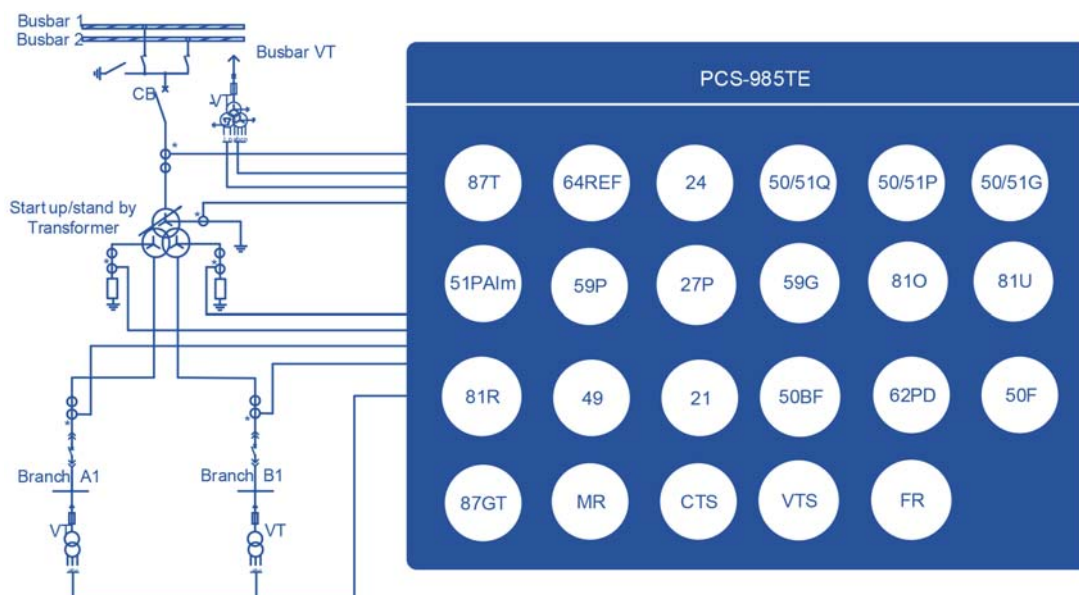 Busbar 1
Busbar 2
Busbar VT
CB
VT
Start up/stand by
Transformer
Branch A1
Branch B1
VT
VT
PCS-985TE
87T 64REF 24 50/51Q 50/51P 50/51G
51PAlm 59P 27P 59G 81O 81U
81R 49 21 50BF 62PD 50F
87GT MR CTS VTS FR